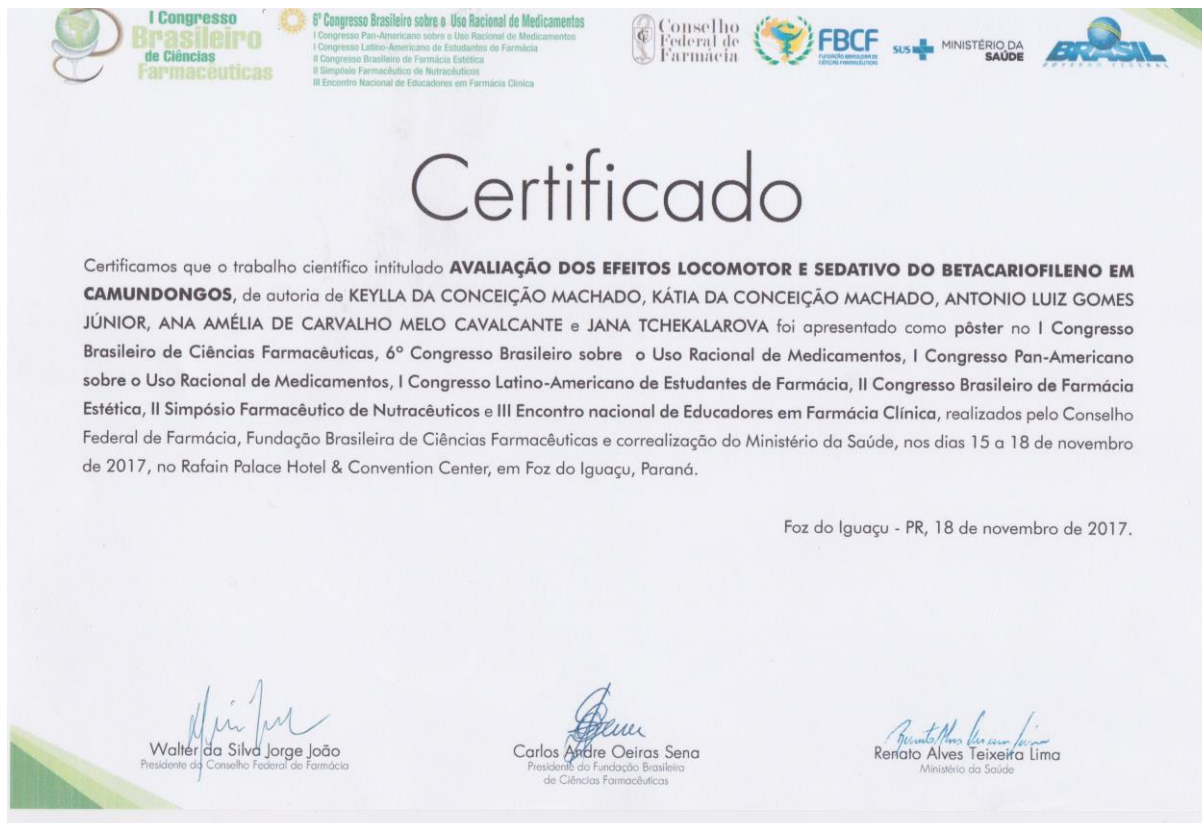 I Congresso
Brasileiro
de Ciências
Farmacêuticas
6º Congresso Brasileiro sobre o Uso Racional de Medicamentos
I Congresso Pan-Americano sobre o Uso Racional de Medicamentos
I Congresso Latino-Americano de Estudantes de Farmácia
II Congresso Brasileiro de Farmácia Estética
II Simpósio Farmacêutico de Nutracêuticos
III Encontro Nacional de Educadores em Farmácia Clínica
Conselho
Federal de
Farmácia
FBCF
FUNDAÇÃO BRASILEIRA DE
CIÊNCIAS FARMACÊUTICAS
SUS
MINISTÉRIO DA
SAÚDE
BRASIL
GOVERNO FEDERAL
Certificado
Certificamos que o trabalho científico intitulado AVALIAÇÃO DOS EFEITOS LOCOMOTOR E SEDATIVO DO BETACARIOFILENO EM
CAMUNDONGOS, de autoria de KEYLLA DA CONCEIÇÃO MACHADO, KÁTIA DA CONCEIÇÃO MACHADO, ANTONIO LUIZ GOMES
JÚNIOR, ANA AMÉLIA DE CARVALHO MELO CAVALCANTE e JANA TCHEKALAROVA foi apresentado como pôster no I Congresso
Brasileiro de Ciências Farmacêuticas, 6º Congresso Brasileiro sobre o Uso Racional de Medicamentos, I Congresso Pan-Americano
sobre o Uso Racional de Medicamentos, I Congresso Latino-Americano de Estudantes de Farmácia, II Congresso Brasileiro de Farmácia
Estética, II Simpósio Farmacêutico de Nutracêuticos e III Encontro nacional de Educadores em Farmácia Clínica, realizados pelo Conselho
Federal de Farmácia, Fundação Brasileira de Ciências Farmacêuticas e correalização do Ministério da Saúde, nos dias 15 a 18 de novembro
de 2017, no Rafain Palace Hotel & Convention Center, em Foz do Iguaçu, Paraná.
Foz do Iguaçu - PR, 18 de novembro de 2017.
Walter da Silva Jorge João
Presidente do Conselho Federal de Farmácia
Carlos Andre Oeiras Sena
Presidente do Fundação Brasileira
de Ciências Farmacêuticas
Renato Alves Teixeira Lima
Ministério da Saúde